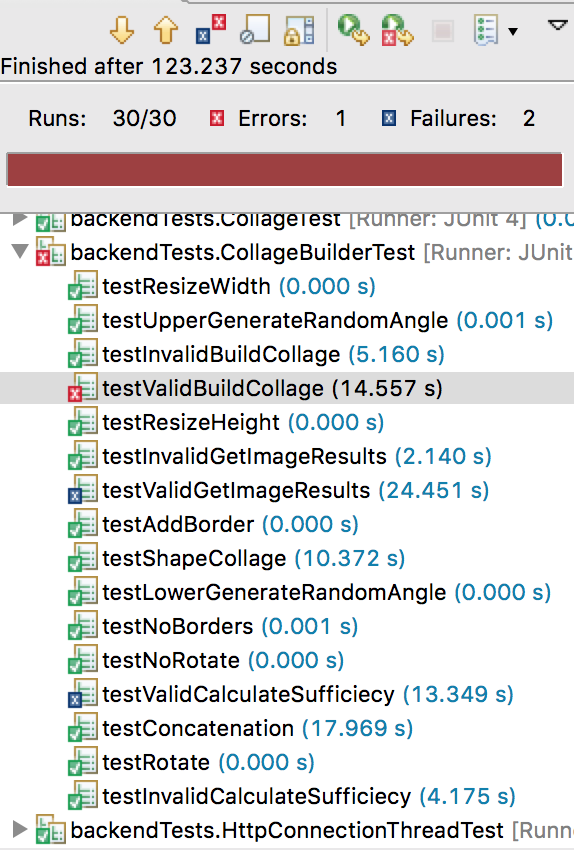 Finished after 123.237 seconds
Runs: 30/30 Errors: 1 Failures: 2
backendTests.CollageTest [Runner: JUnit 4] (0.0
backendTests.CollageBuilderTest [Runner: JUnit
testResizeWidth (0.000 s)
testUpperGenerateRandomAngle (0.001 s)
testInvalidBuildCollage (5.160 s)
testValidBuildCollage (14.557 s)
testResizeHeight (0.000 s)
testInvalidGetImageResults (2.140 s)
testValidGetImageResults (24.451 s)
testAddBorder (0.000 s)
testShapeCollage (10.372 s)
testLowerGenerateRandomAngle (0.000 s)
testNoBorders (0.001 s)
testNoRotate (0.000 s)
testValidCalculateSufficiecy (13.349 s)
testConcatenation (17.969 s)
testRotate (0.000 s)
testInvalidCalculateSufficiecy (4.175 s)
backendTests.HttpConnectionThreadTest [Runn